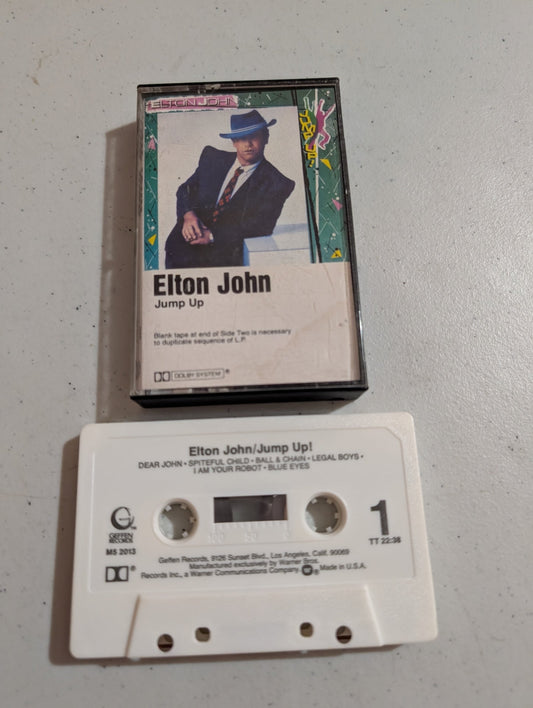 ELTON JOHN
JUMP UP!
Elton John
Jump Up
Blank tape at end of Side Two is necessary
to duplicate sequence of L.P.
DOLBY SYSTEM ®
Elton John/Jump Up!
DEAR JOHN • SPITEFUL CHILD • BALL & CHAIN • LEGAL BOYS •
I AM YOUR ROBOT • BLUE EYES
GEFFEN
RECORDS
M5 2013
1
TT 22:38
100 50 0
Geffen Records, 9126 Sunset Blvd., Los Angeles, Calif. 90069
Manufactured exclusively by Warner Bros.
Records Inc., a Warner Communications Company. ® Made in U.S.A.